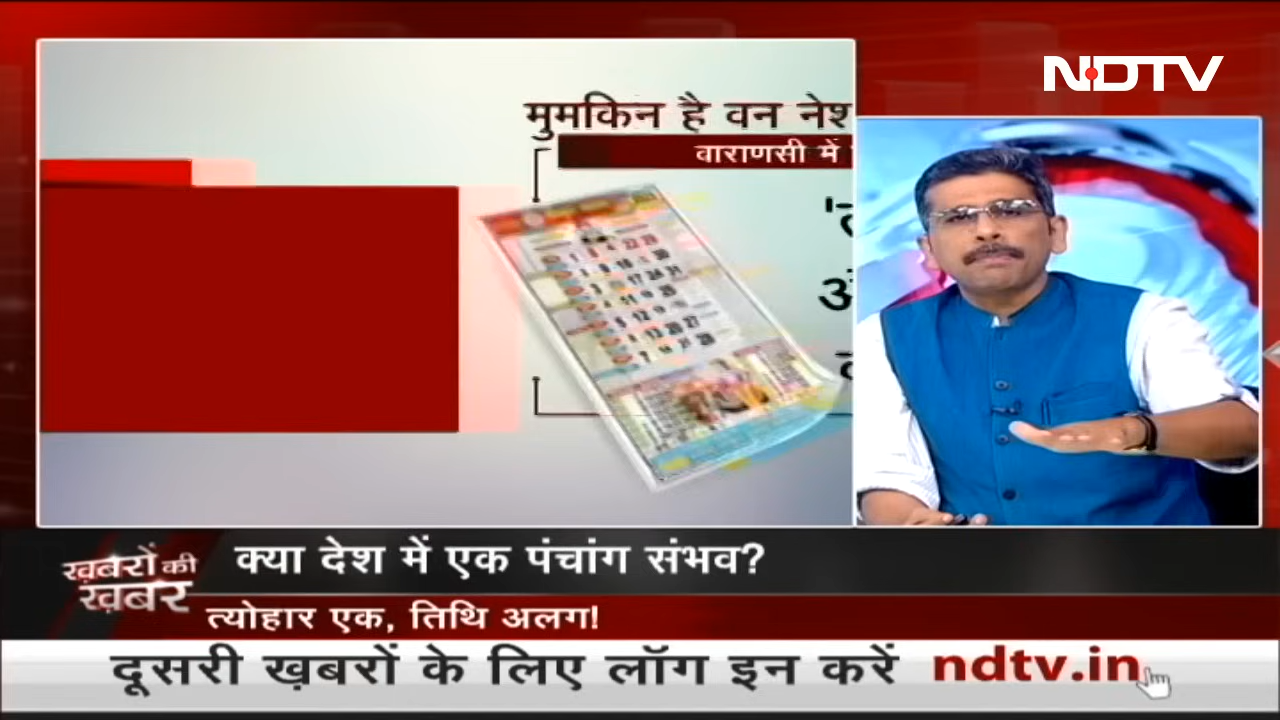 NDTV
मुमकिन है वन नेश
वाराणसी में
क्या देश में एक पंचांग संभव?
ख़बरों की
ख़बर
त्योहार एक, तिथि अलग!
दूसरी ख़बरों के लिए लॉग इन करें ndtv.in